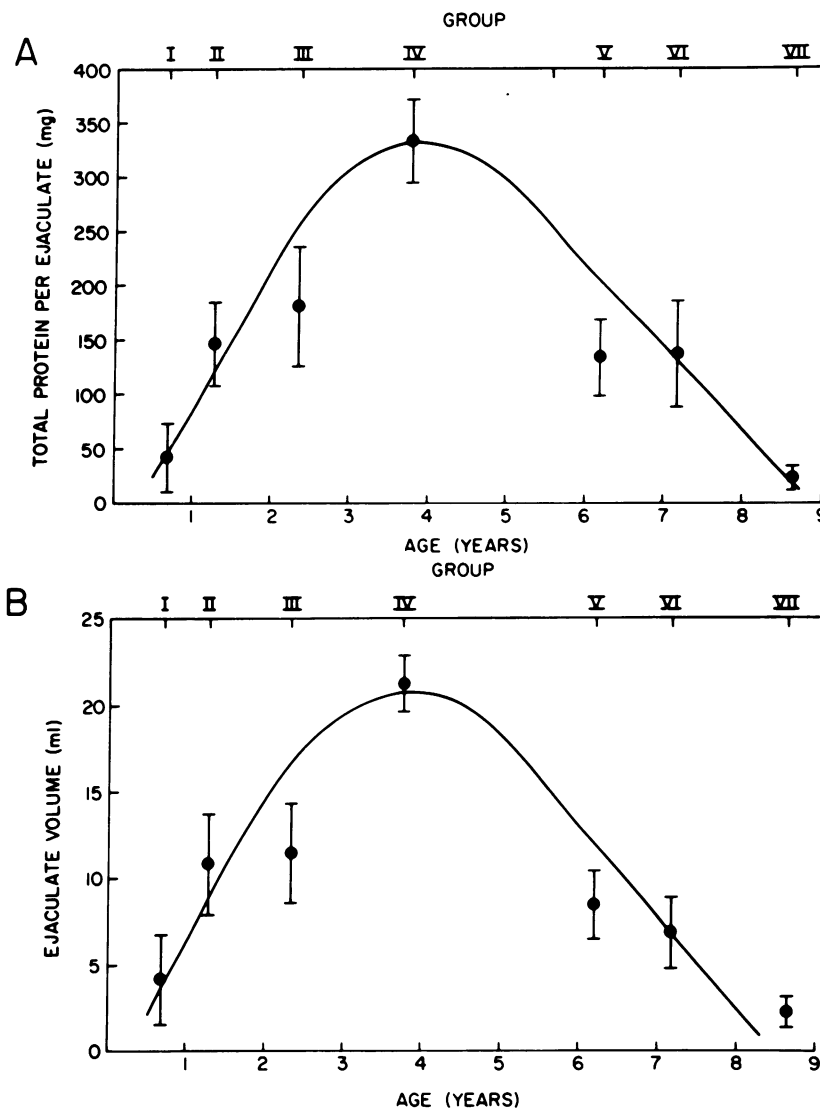 GROUP
A
I II III IV V VI VII
400
350
300
250
200
150
100
50
0
TOTAL PROTEIN PER EJACULATE (mg)
1 2 3 4 5 6 7 8 9
AGE (YEARS)
GROUP
B
I II III IV V VI VII
25
20
15
10
5
0
EJACULATE VOLUME (ml)
1 2 3 4 5 6 7 8 9
AGE (YEARS)